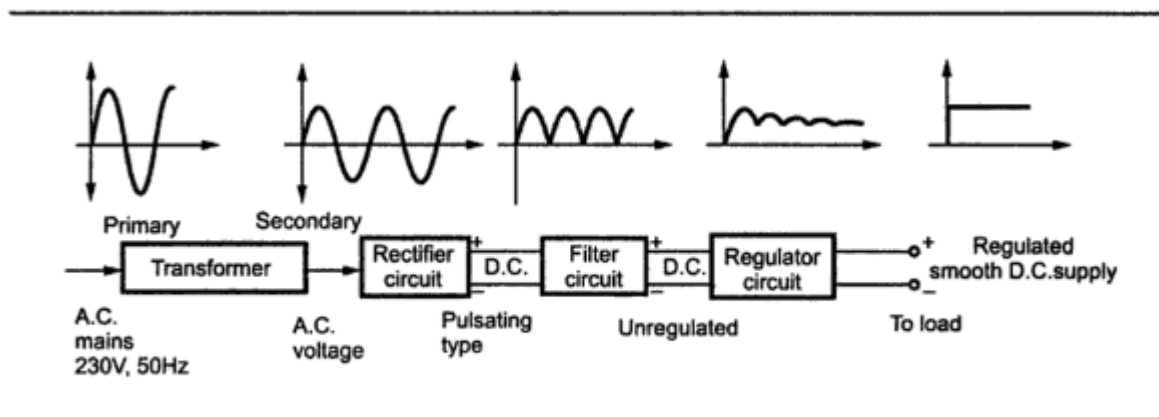 Primary
Secondary
Transformer
Rectifier
circuit
+
D.C.
–
Filter
circuit
+
D.C.
–
Regulator
circuit
+
–
Regulated
smooth D.C.supply
A.C.
mains
230V, 50Hz
A.C.
voltage
Pulsating
type
Unregulated
To load